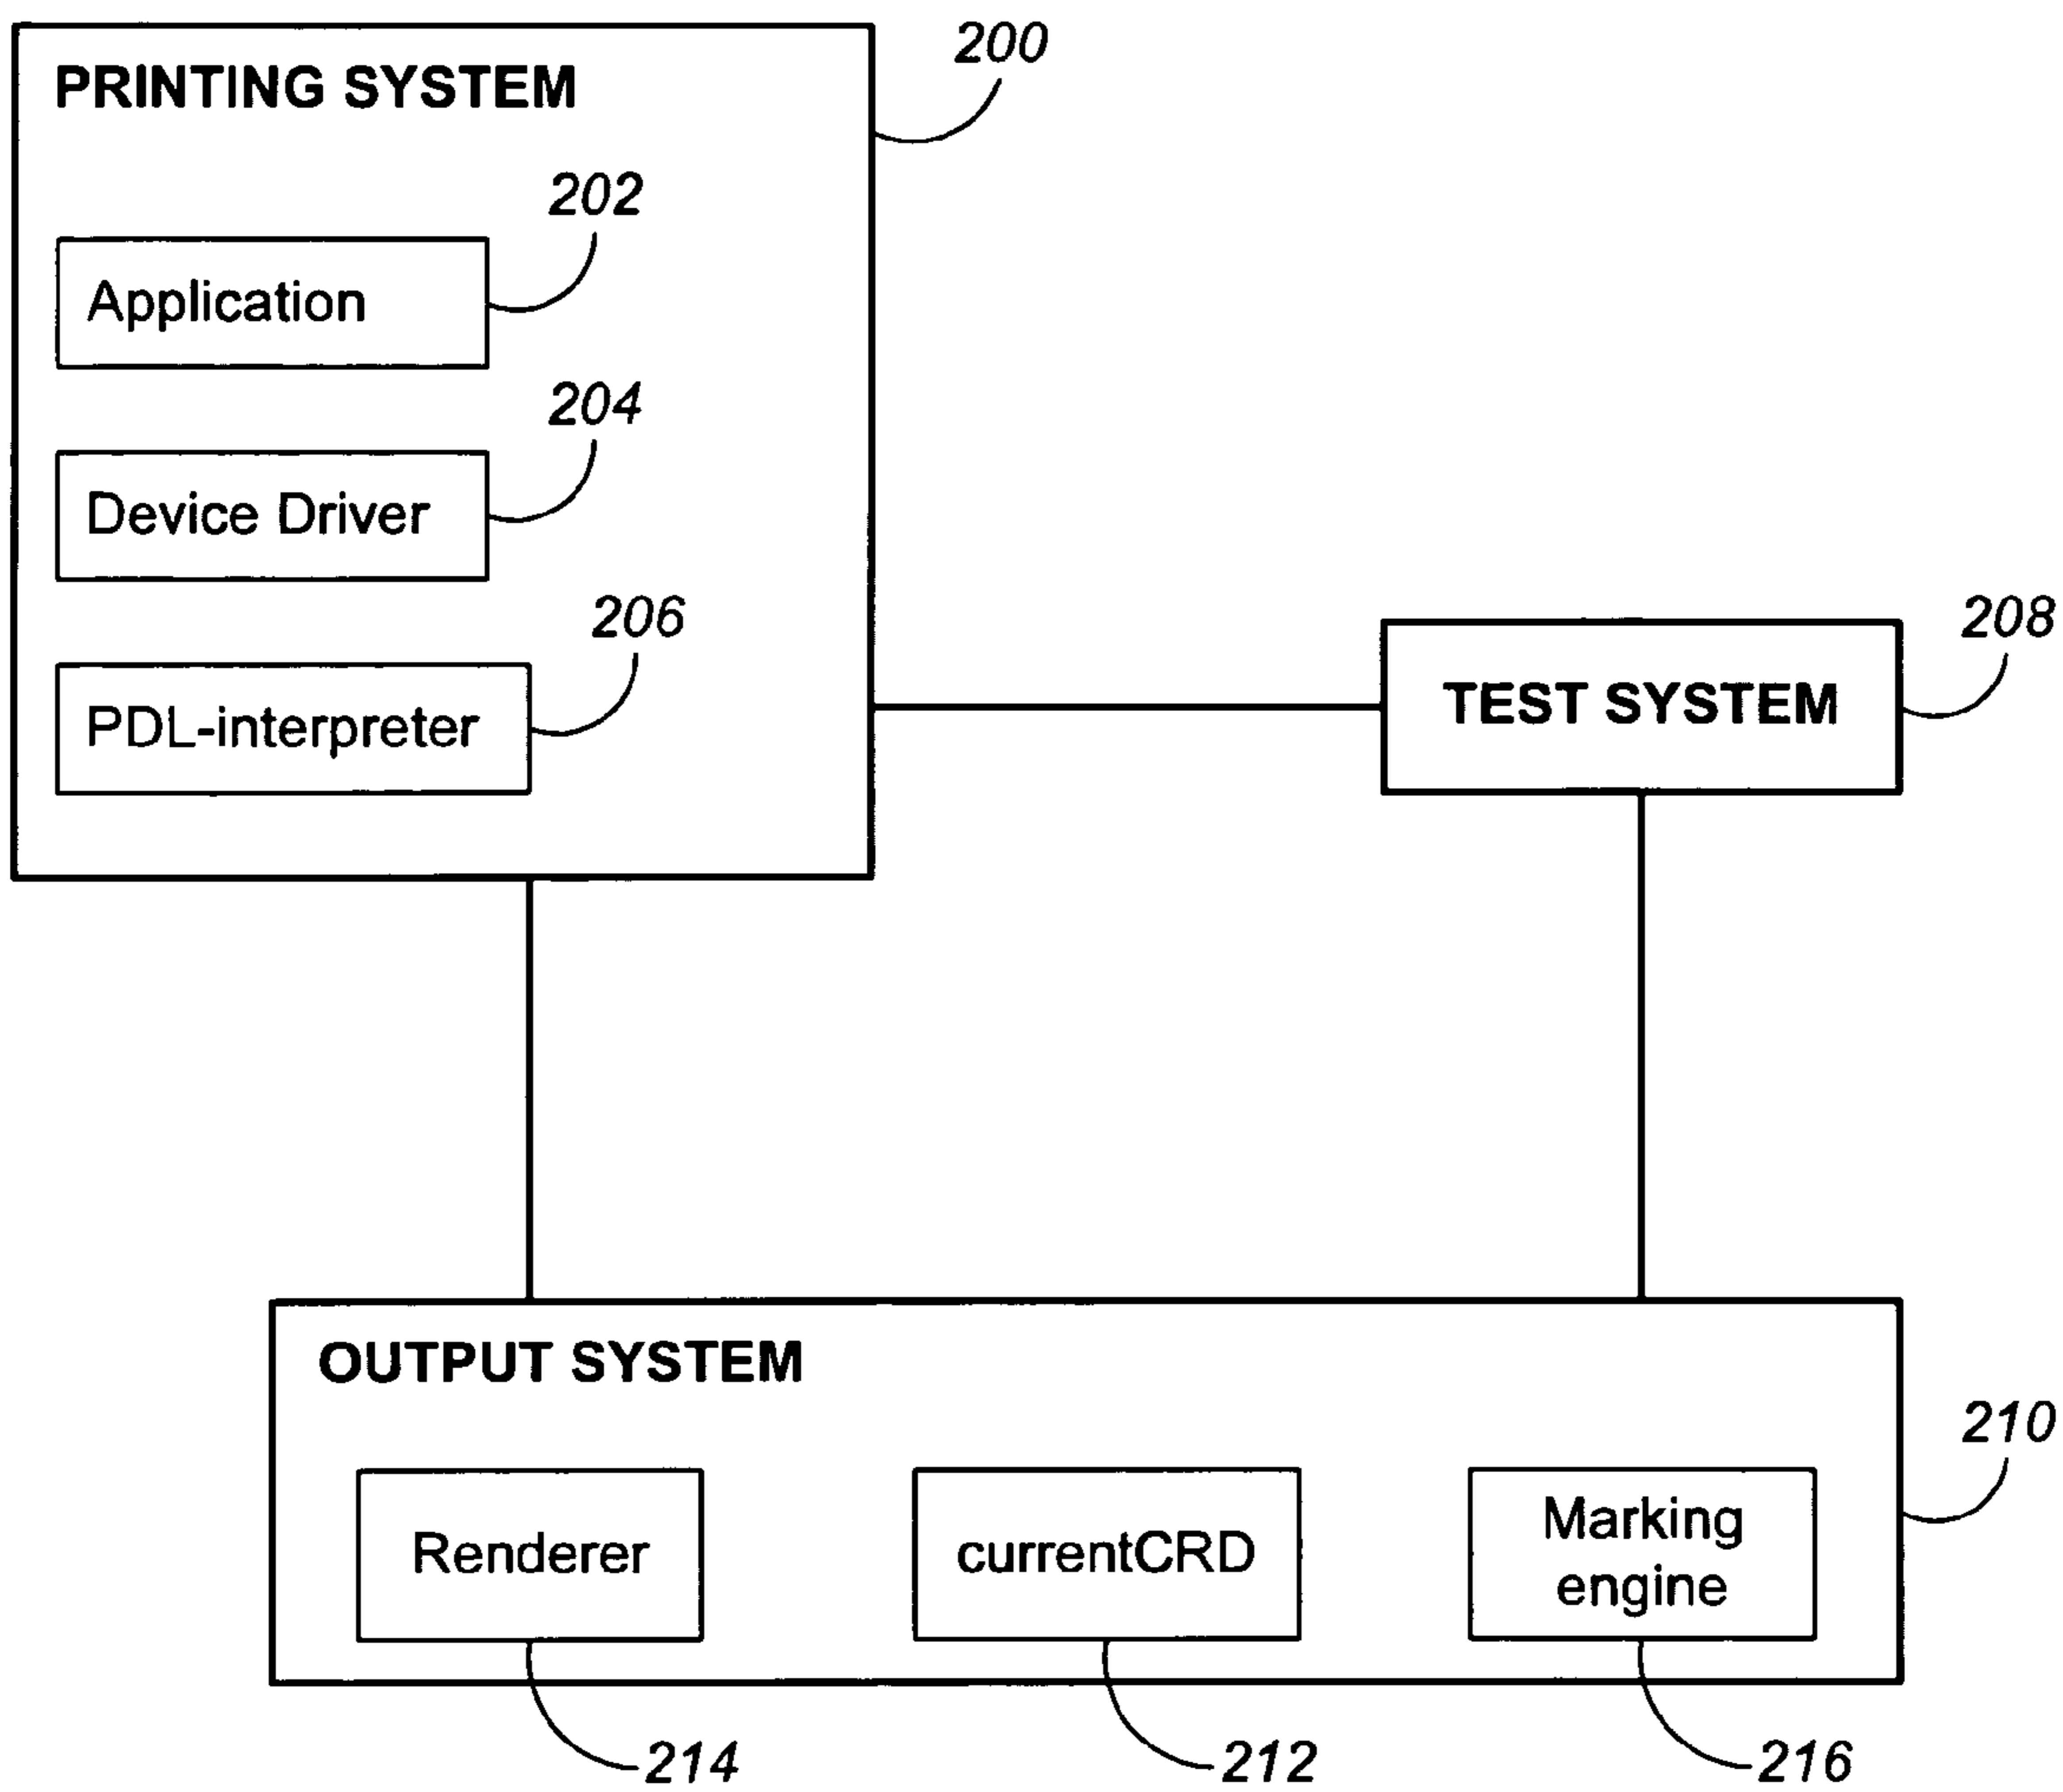 200
PRINTING SYSTEM
202
Application
204
Device Driver
206
PDL-interpreter
208
TEST SYSTEM
OUTPUT SYSTEM
210
Renderer
currentCRD
Marking
engine
214
212
216